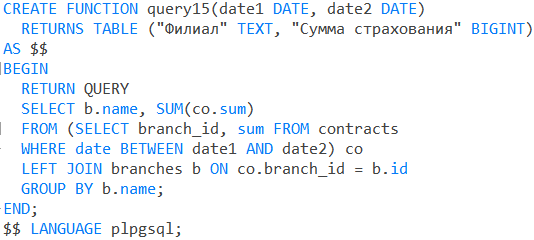 CREATE FUNCTION query15(date1 DATE, date2 DATE)
  RETURNS TABLE ("Филиал" TEXT, "Сумма страхования" BIGINT)
AS $$
BEGIN
  RETURN QUERY
  SELECT b.name, SUM(co.sum)
  FROM (SELECT branch_id, sum FROM contracts
  WHERE date BETWEEN date1 AND date2) co
  LEFT JOIN branches b ON co.branch_id = b.id
  GROUP BY b.name;
END;
$$ LANGUAGE plpgsql;